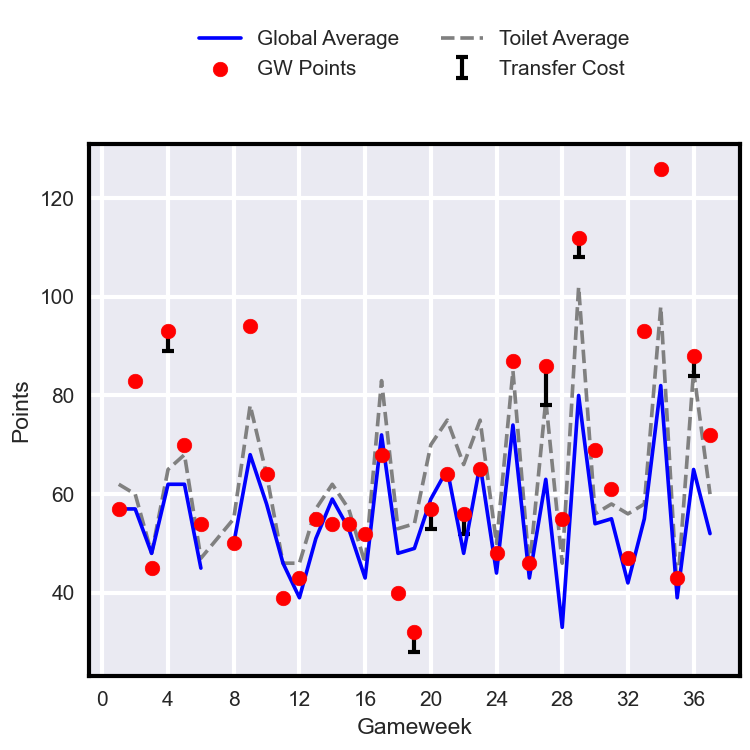 Global Average
Toilet Average
GW Points
Transfer Cost
120
100
80
60
40
Points
0 4 8 12 16 20 24 28 32 36
Gameweek